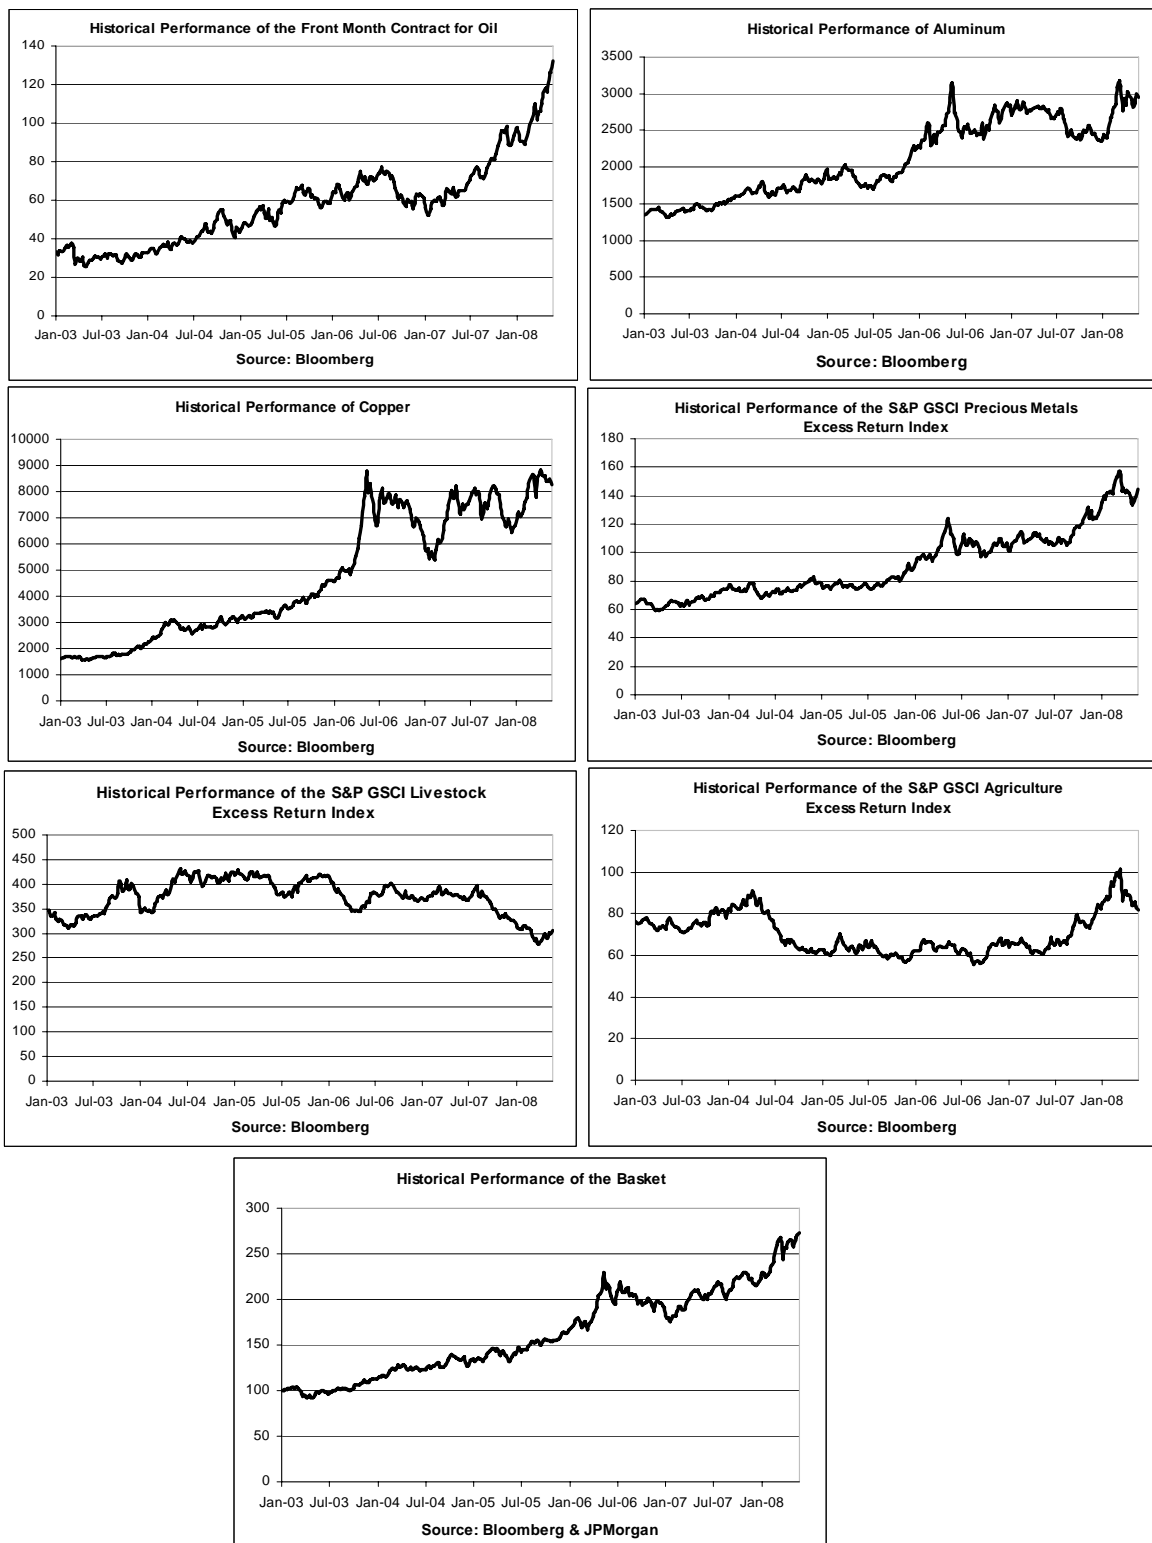 Historical Performance of the Front Month Contract for Oil
140
120
100
80
60
40
20
0
Jan-03 Jul-03 Jan-04 Jul-04 Jan-05 Jul-05 Jan-06 Jul-06 Jan-07 Jul-07 Jan-08
Source: Bloomberg
Historical Performance of Aluminum
3500
3000
2500
2000
1500
1000
500
0
Jan-03 Jul-03 Jan-04 Jul-04 Jan-05 Jul-05 Jan-06 Jul-06 Jan-07 Jul-07 Jan-08
Source: Bloomberg
Historical Performance of Copper
10000
9000
8000
7000
6000
5000
4000
3000
2000
1000
0
Jan-03 Jul-03 Jan-04 Jul-04 Jan-05 Jul-05 Jan-06 Jul-06 Jan-07 Jul-07 Jan-08
Source: Bloomberg
Historical Performance of the S&P GSCI Precious Metals
Excess Return Index
180
160
140
120
100
80
60
40
20
0
Jan-03 Jul-03 Jan-04 Jul-04 Jan-05 Jul-05 Jan-06 Jul-06 Jan-07 Jul-07 Jan-08
Source: Bloomberg
Historical Performance of the S&P GSCI Livestock
Excess Return Index
500
450
400
350
300
250
200
150
100
50
0
Jan-03 Jul-03 Jan-04 Jul-04 Jan-05 Jul-05 Jan-06 Jul-06 Jan-07 Jul-07 Jan-08
Source: Bloomberg
Historical Performance of the S&P GSCI Agriculture
Excess Return Index
120
100
80
60
40
20
0
Jan-03 Jul-03 Jan-04 Jul-04 Jan-05 Jul-05 Jan-06 Jul-06 Jan-07 Jul-07 Jan-08
Source: Bloomberg
Historical Performance of the Basket
300
250
200
150
100
50
0
Jan-03 Jul-03 Jan-04 Jul-04 Jan-05 Jul-05 Jan-06 Jul-06 Jan-07 Jul-07 Jan-08
Source: Bloomberg & JPMorgan